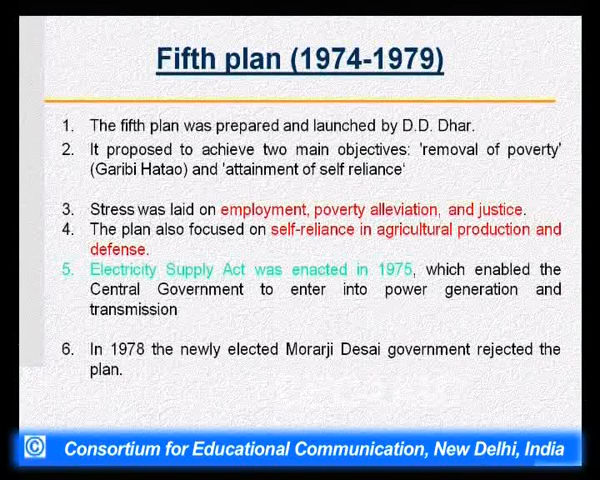 Fifth plan (1974-1979)
1. The fifth plan was prepared and launched by D.D. Dhar.
2. It proposed to achieve two main objectives: 'removal of poverty'
(Garibi Hatao) and 'attainment of self reliance'
3. Stress was laid on employment, poverty alleviation, and justice.
4. The plan also focused on self-reliance in agricultural production and
defense.
5. Electricity Supply Act was enacted in 1975, which enabled the
Central Government to enter into power generation and
transmission
6. In 1978 the newly elected Morarji Desai government rejected the
plan.
© Consortium for Educational Communication, New Delhi, India